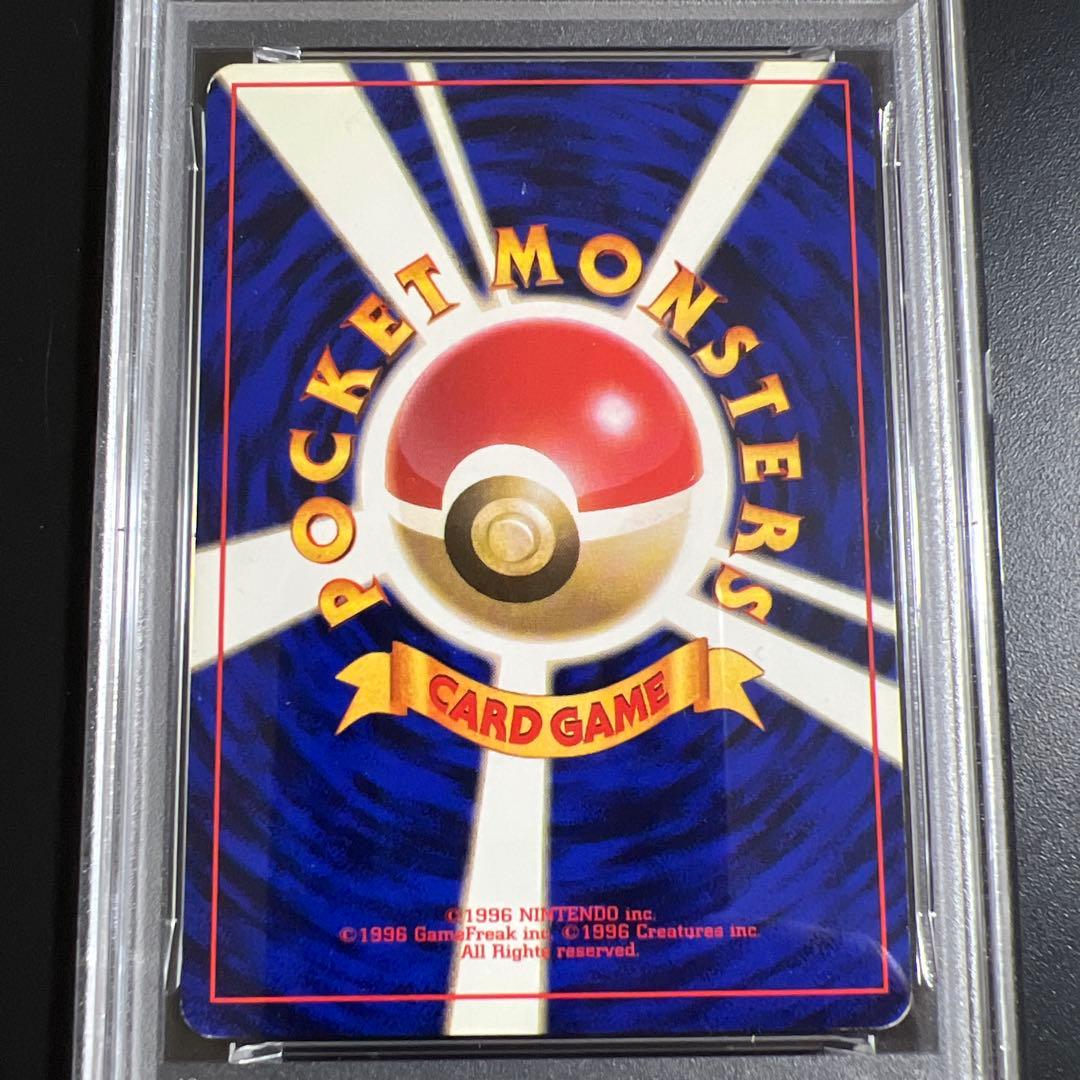 POCKET MONSTERS
CARD GAME
©1996 NINTENDO inc.
©1996 GameFreak inc. ©1996 Creatures inc.
All Rights reserved.